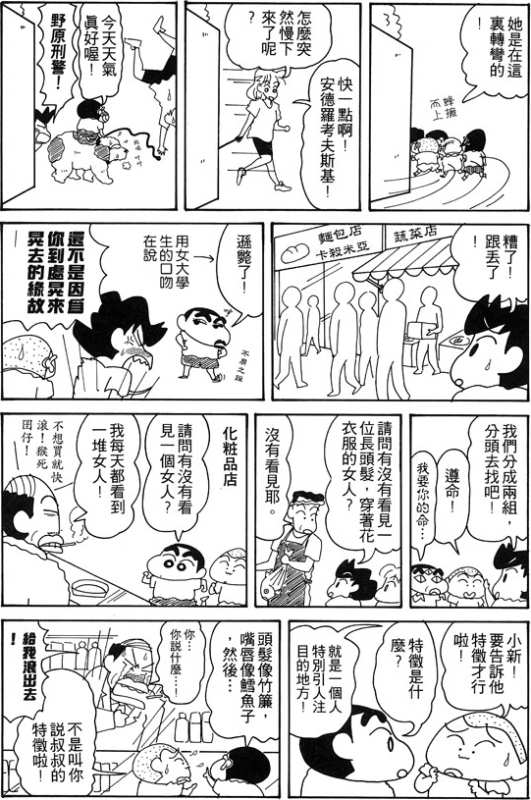 她是在這
裏轉彎的
！
不擠
上擁
怎麼突
然慢下
來了呢
？
快一點啊！
安德羅考夫斯基！
今天天氣
眞好喔！
野原刑警！
糟了！
跟丟了
！
蔬菜店
麵包店
卡殺米亞
遜斃了！
用女大學
生的口吻
在說
還不是因爲
你到處晃來
晃去的緣故
我們分成兩組，
分頭去找吧！
遵命！
我要你的命…
請問有沒有看見一
位長頭髮，穿著花
衣服的女人？
沒有看見耶。
化粧品店
請問有沒有看
見一個女人？
我每天都看到
一堆女人！
不想買就快
滾！猴死
囝仔！
小新！
要告訴他
特徵才行
啦！
特徵是什
麼？
就是一個人
特別引人注
目的地方！
頭髮像竹簾，
嘴唇像鱈魚子
，然後…
你…
你說什麼……
不是叫你
說叔叔的
特徵啦！
給我滾出去
！